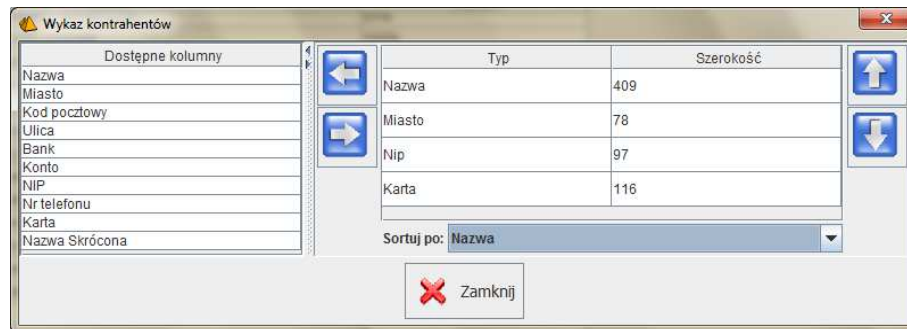 Wykaz kontrahentów
Dostępne kolumny
Nazwa
Miasto
Kod pocztowy
Ulica
Bank
Konto
NIP
Nr telefonu
Karta
Nazwa Skrócona
Typ Szerokość
Nazwa 409
Miasto 78
Nip 97
Karta 116
Sortuj po: Nazwa
Zamknij